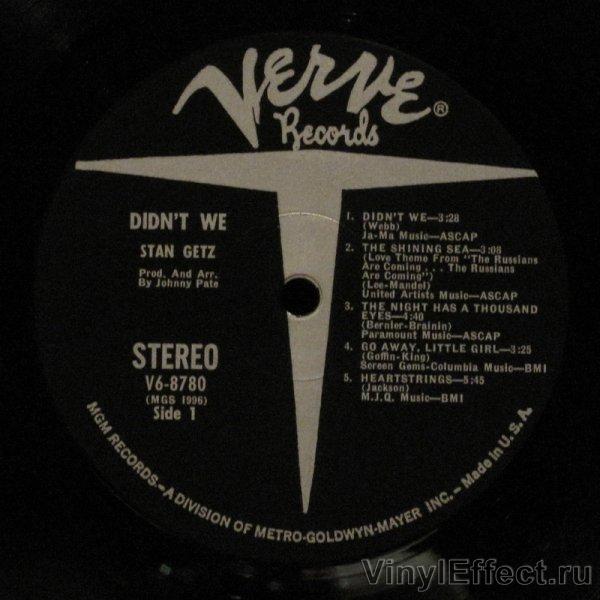 Verve®
Records
DIDN'T WE
STAN GETZ
Prod. And Arr.
By Johnny Pate
STEREO
V6-8780
(MGS 1996)
Side 1
1. DIDN'T WE—3:28
(Webb)
Ja-Ma Music—ASCAP
2. THE SHINING SEA—3:08
(Love Theme From "The Russians
Are Coming . . . The Russians
Are Coming")
(Lee-Mandel)
United Artists Music—ASCAP
3. THE NIGHT HAS A THOUSAND
EYES—4:40
(Bernier-Brainin)
Paramount Music—ASCAP
4. GO AWAY, LITTLE GIRL—3:25
(Goffin-King)
Screen Gems-Columbia Music—BMI
5. HEARTSTRINGS—5:45
(Jackson)
M.J.Q. Music—BMI
MGM RECORDS.—A DIVISION OF METRO-GOLDWYN-MAYER INC. – Made in U.S.A.
VinylEffect.ru